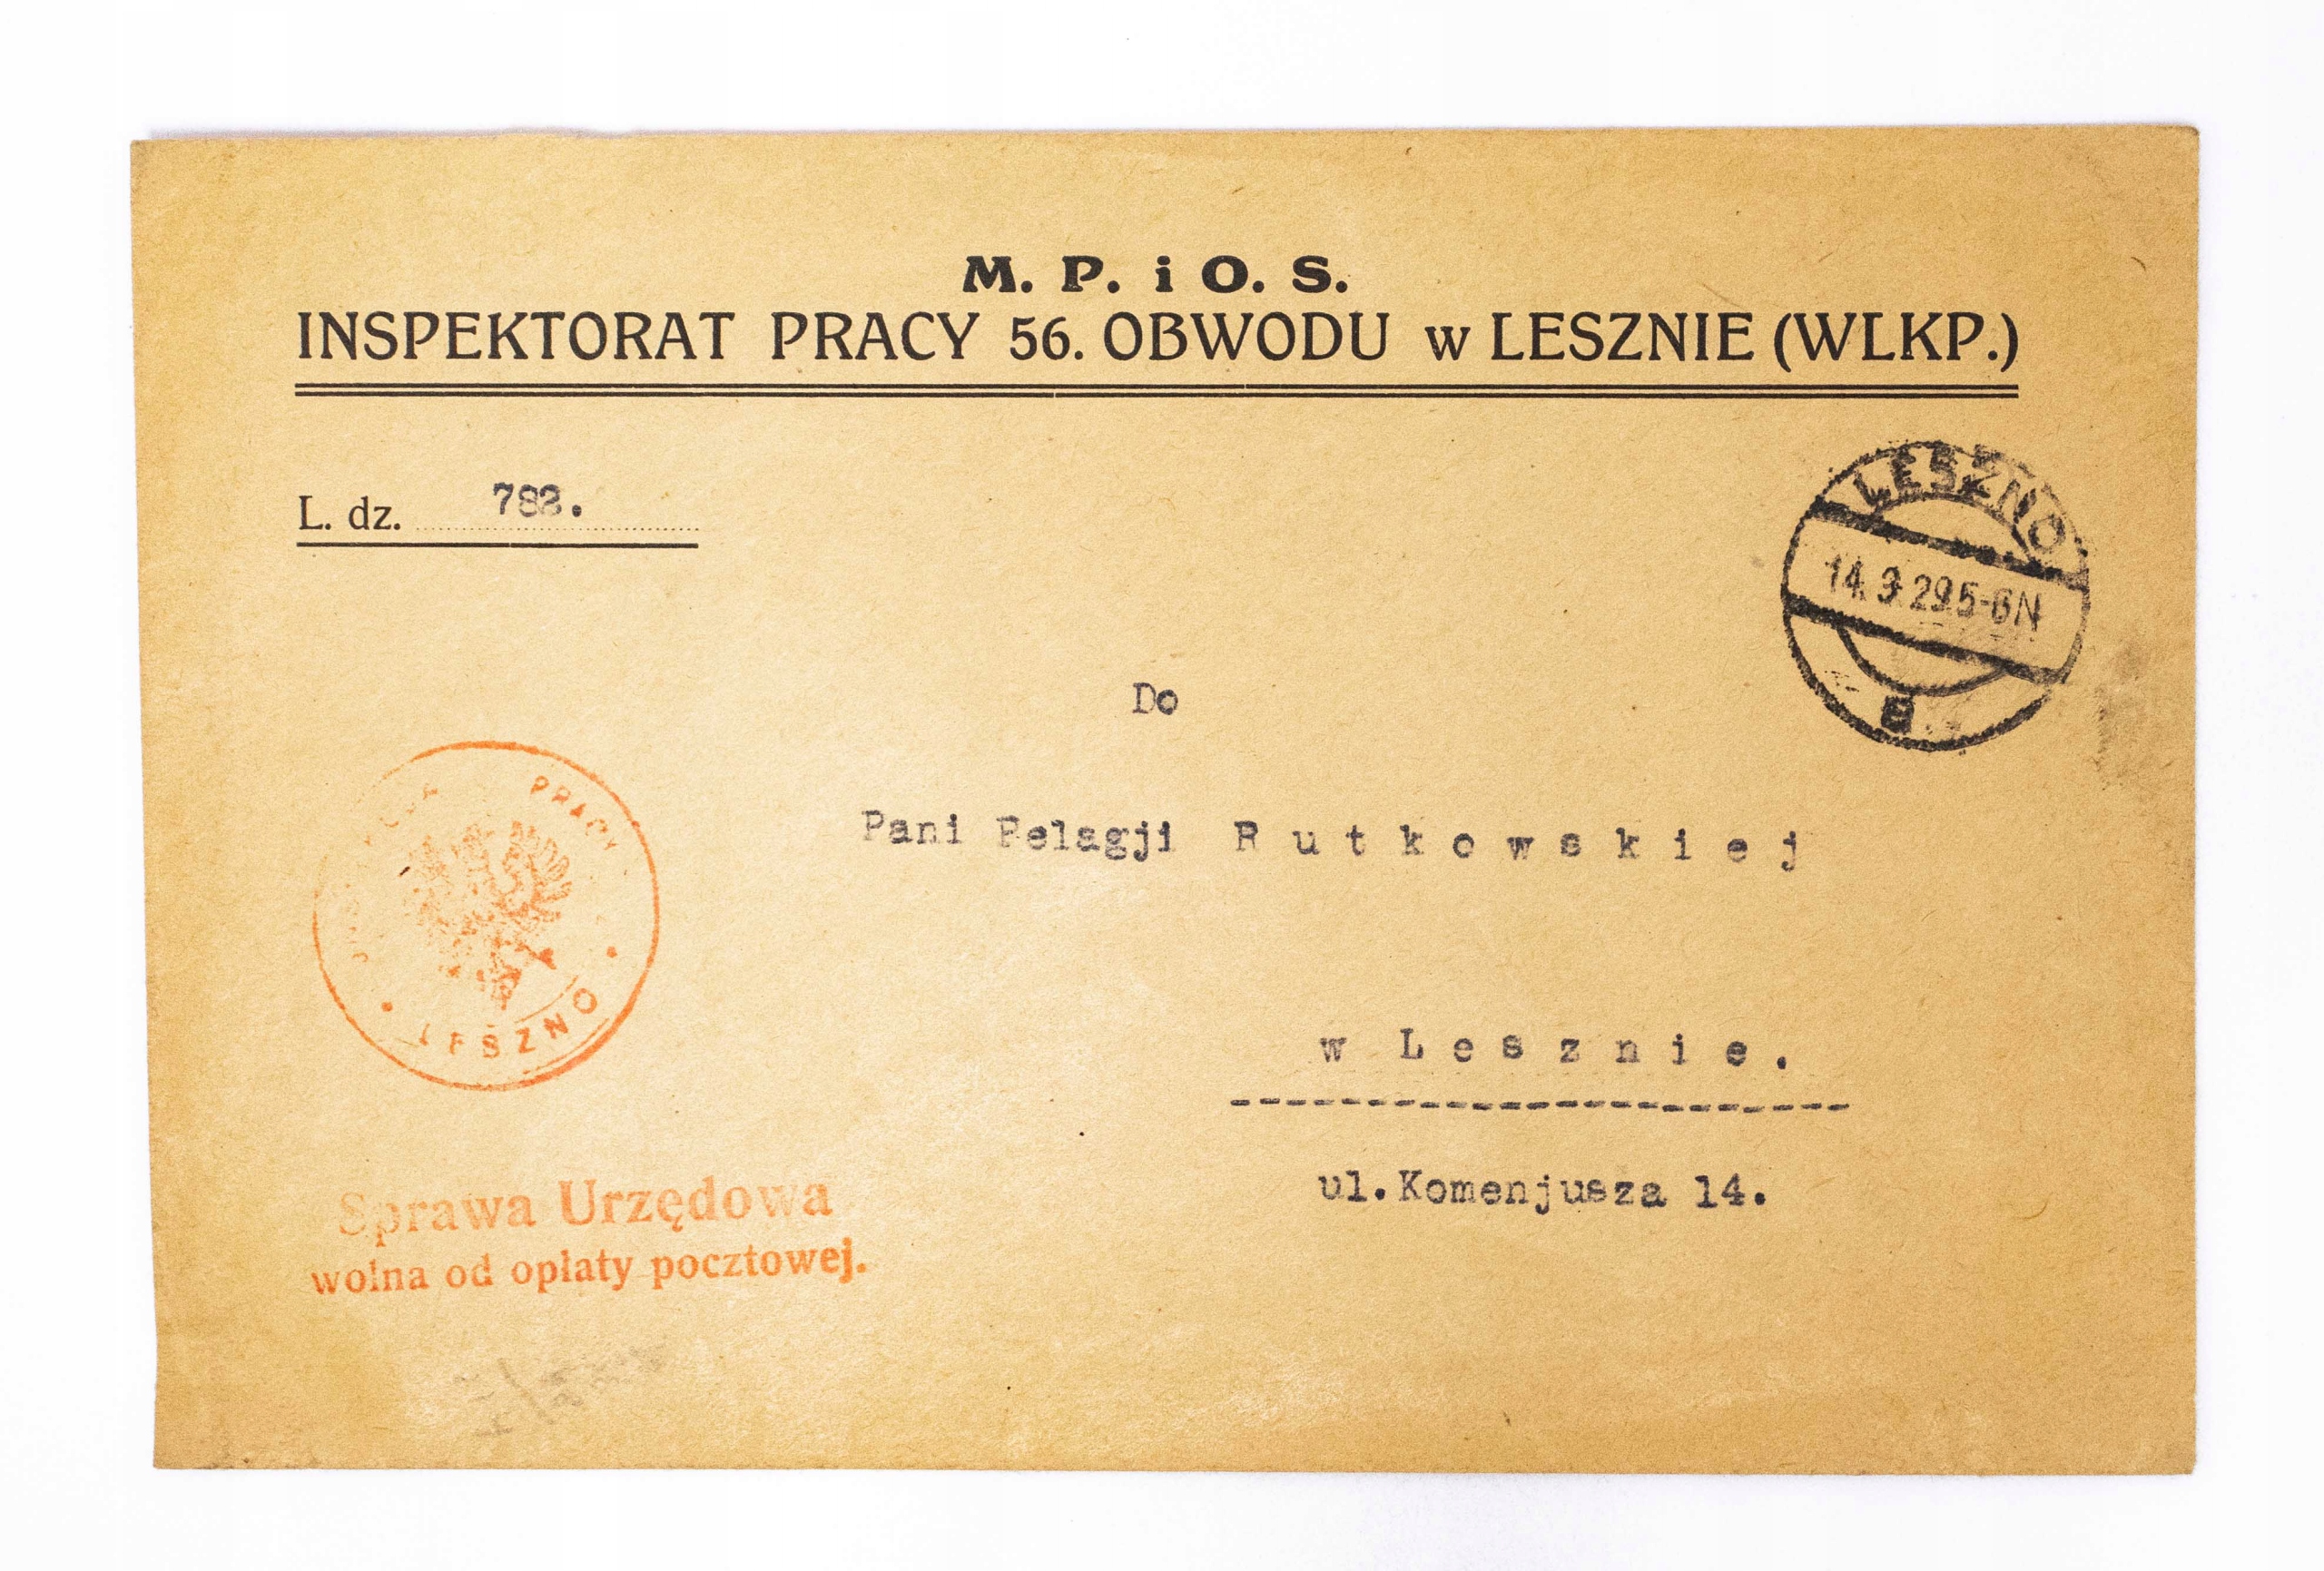 M. P. i O. S.
INSPEKTORAT PRACY 56. OBWODU w LESZNIE (WLKP.)
L. dz. 782.
LESZNO
14.3.29.5-6N
Do
Pani Pelagji Rutkowskiej
PRACY
LESZNO
w Lesznie.
ul.Komenjusza 14.
Sprawa Urzędowa
wolna od opłaty pocztowej.